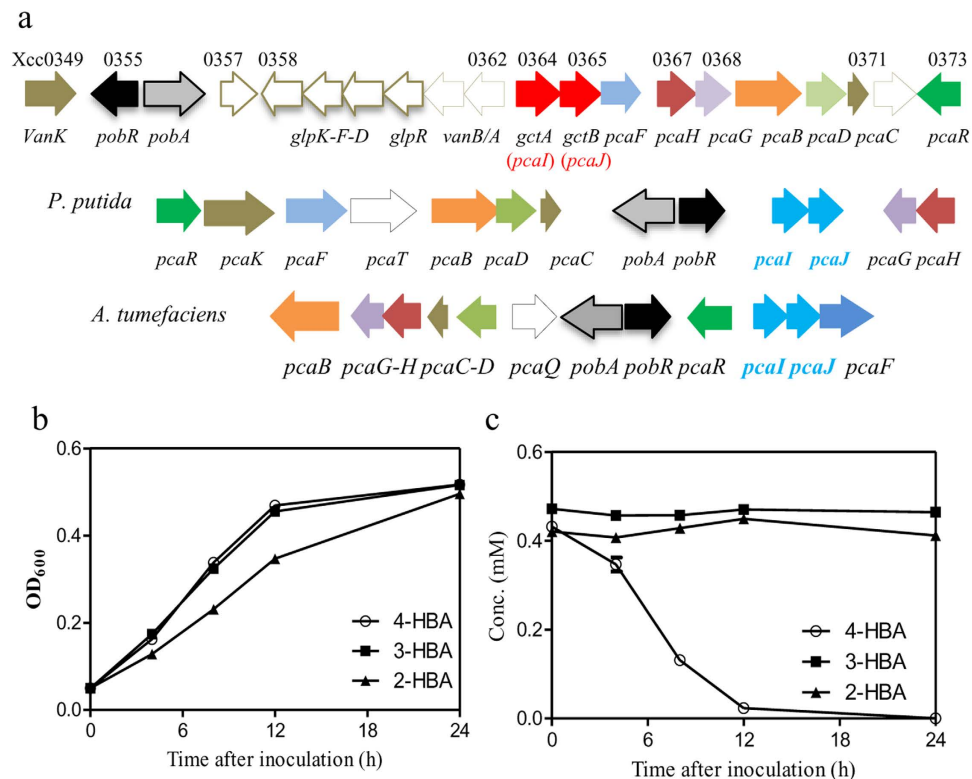 a
Xcc0349 0355 0357 0358 0362 0364 0365 0367 0368 0371 0373
VanK pobR pobA glpK-F-D glpR vanB/A gctA gctB pcaF pcaH pcaG pcaB pcaD pcaC pcaR
(pcaI) (pcaJ)
P. putida
pcaR pcaK pcaF pcaT pcaB pcaD pcaC pobA pobR pcaI pcaJ pcaG pcaH
A. tumefaciens
pcaB pcaG-H pcaC-D pcaQ pobA pobR pcaR pcaI pcaJ pcaF
b
0.6
0.4
0.2
0.0
OD600
4-HBA
3-HBA
2-HBA
0 6 12 18 24
Time after inoculation (h)
c
0.6
0.4
0.2
0.0
Conc. (mM)
4-HBA
3-HBA
2-HBA
0 6 12 18 24
Time after inoculation (h)